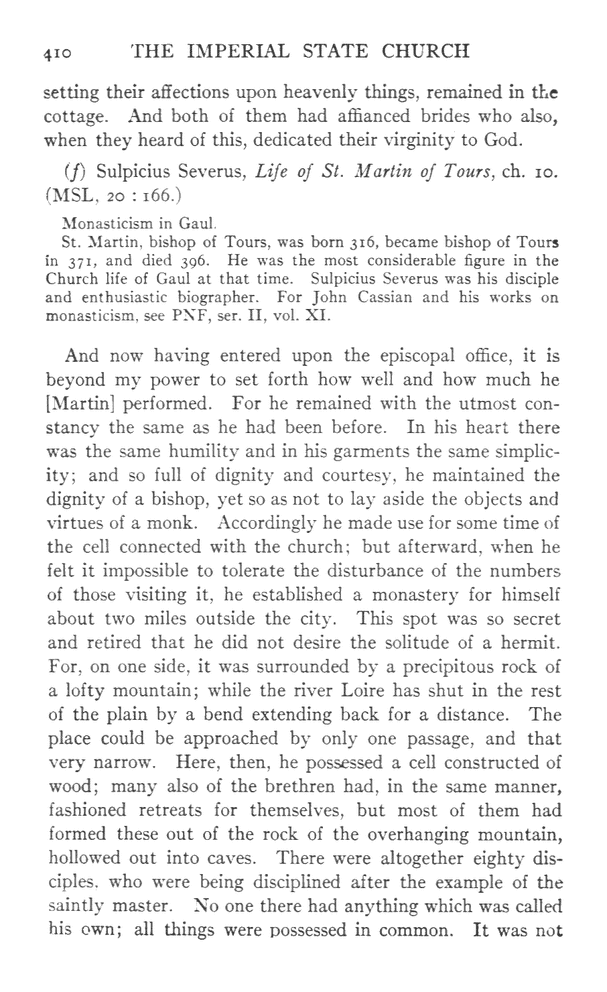 410 THE IMPERIAL STATE CHURCH
setting their affections upon heavenly things, remained in the
cottage. And both of them had affianced brides who also,
when they heard of this, dedicated their virginity to God.
(f) Sulpicius Severus, Life of St. Martin of Tours, ch. 10.
(MSL, 20 : 166.)
Monasticism in Gaul.
St. Martin, bishop of Tours, was born 316, became bishop of Tours
in 371, and died 396. He was the most considerable figure in the
Church life of Gaul at that time. Sulpicius Severus was his disciple
and enthusiastic biographer. For John Cassian and his works on
monasticism, see PNF, ser. II, vol. XI.
And now having entered upon the episcopal office, it is
beyond my power to set forth how well and how much he
[Martin] performed. For he remained with the utmost con-
stancy the same as he had been before. In his heart there
was the same humility and in his garments the same simplic-
ity; and so full of dignity and courtesy, he maintained the
dignity of a bishop, yet so as not to lay aside the objects and
virtues of a monk. Accordingly he made use for some time of
the cell connected with the church; but afterward, when he
felt it impossible to tolerate the disturbance of the numbers
of those visiting it, he established a monastery for himself
about two miles outside the city. This spot was so secret
and retired that he did not desire the solitude of a hermit.
For, on one side, it was surrounded by a precipitous rock of
a lofty mountain; while the river Loire has shut in the rest
of the plain by a bend extending back for a distance. The
place could be approached by only one passage, and that
very narrow. Here, then, he possessed a cell constructed of
wood; many also of the brethren had, in the same manner,
fashioned retreats for themselves, but most of them had
formed these out of the rock of the overhanging mountain,
hollowed out into caves. There were altogether eighty dis-
ciples, who were being disciplined after the example of the
saintly master. No one there had anything which was called
his own; all things were possessed in common. It was not